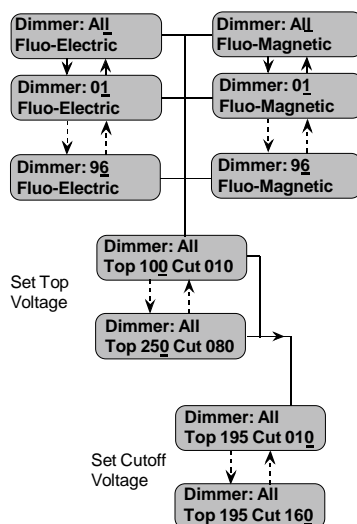 Dimmer: All
Fluo-Electric
Dimmer: All
Fluo-Magnetic
Dimmer: 01
Fluo-Electric
Dimmer: 01
Fluo-Magnetic
Dimmer: 96
Fluo-Electric
Dimmer: 96
Fluo-Magnetic
Dimmer: All
Top 100 Cut 010
Set Top
Voltage
Dimmer: All
Top 250 Cut 080
Dimmer: All
Top 195 Cut 010
Set Cutoff
Voltage
Dimmer: All
Top 195 Cut 160